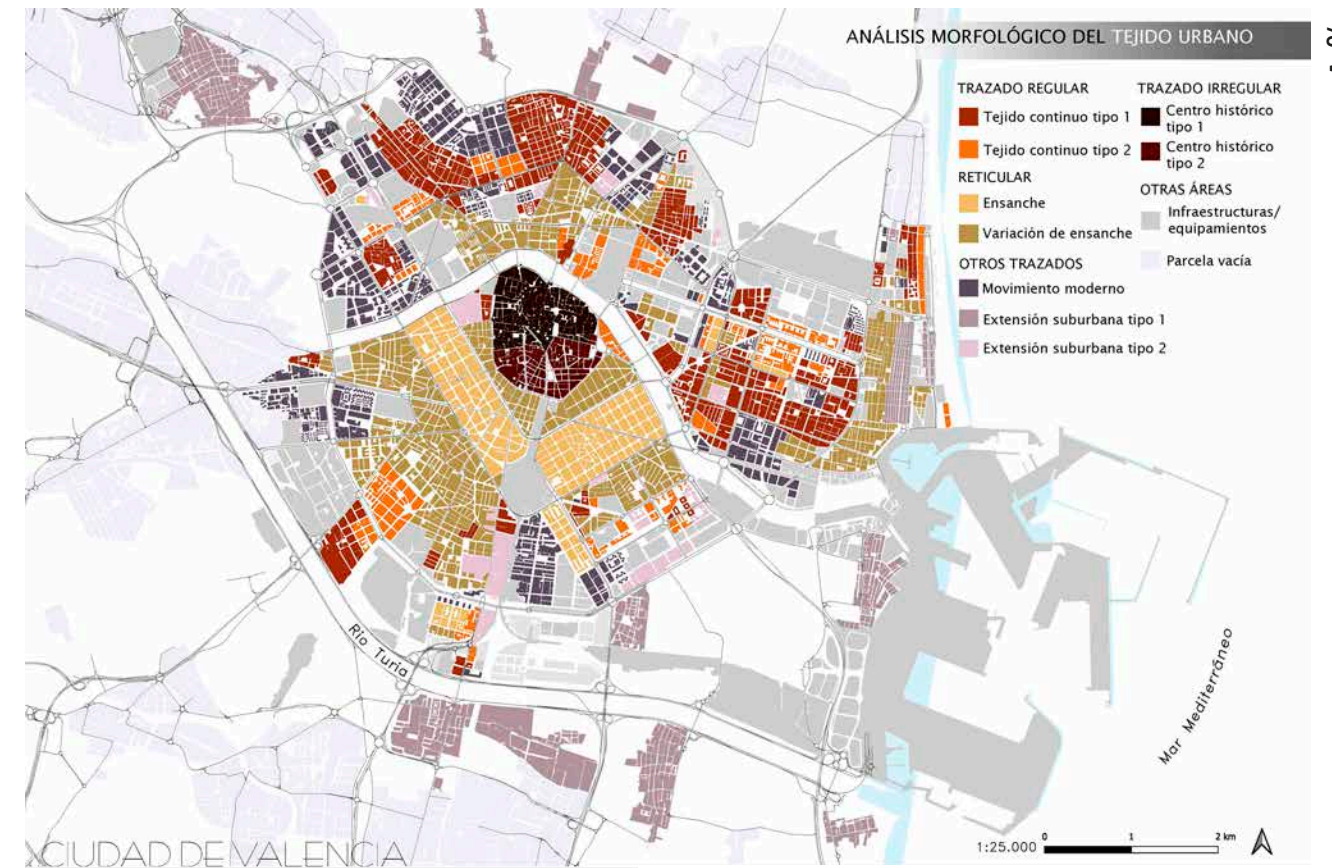 ANÁLISIS MORFOLÓGICO DEL TEJIDO URBANO
TRAZADO REGULAR
Tejido continuo tipo 1
Tejido continuo tipo 2
RETICULAR
Ensanche
Variación de ensanche
OTROS TRAZADOS
Movimiento moderno
Extensión suburbana tipo 1
Extensión suburbana tipo 2
TRAZADO IRREGULAR
Centro histórico
tipo 1
Centro histórico
tipo 2
OTRAS ÁREAS
Infraestructuras/
equipamientos
Parcela vacía
Río Turia
Mar Mediterráneo
CIUDAD DE VALENCIA
1:25.000
0 1 2 km